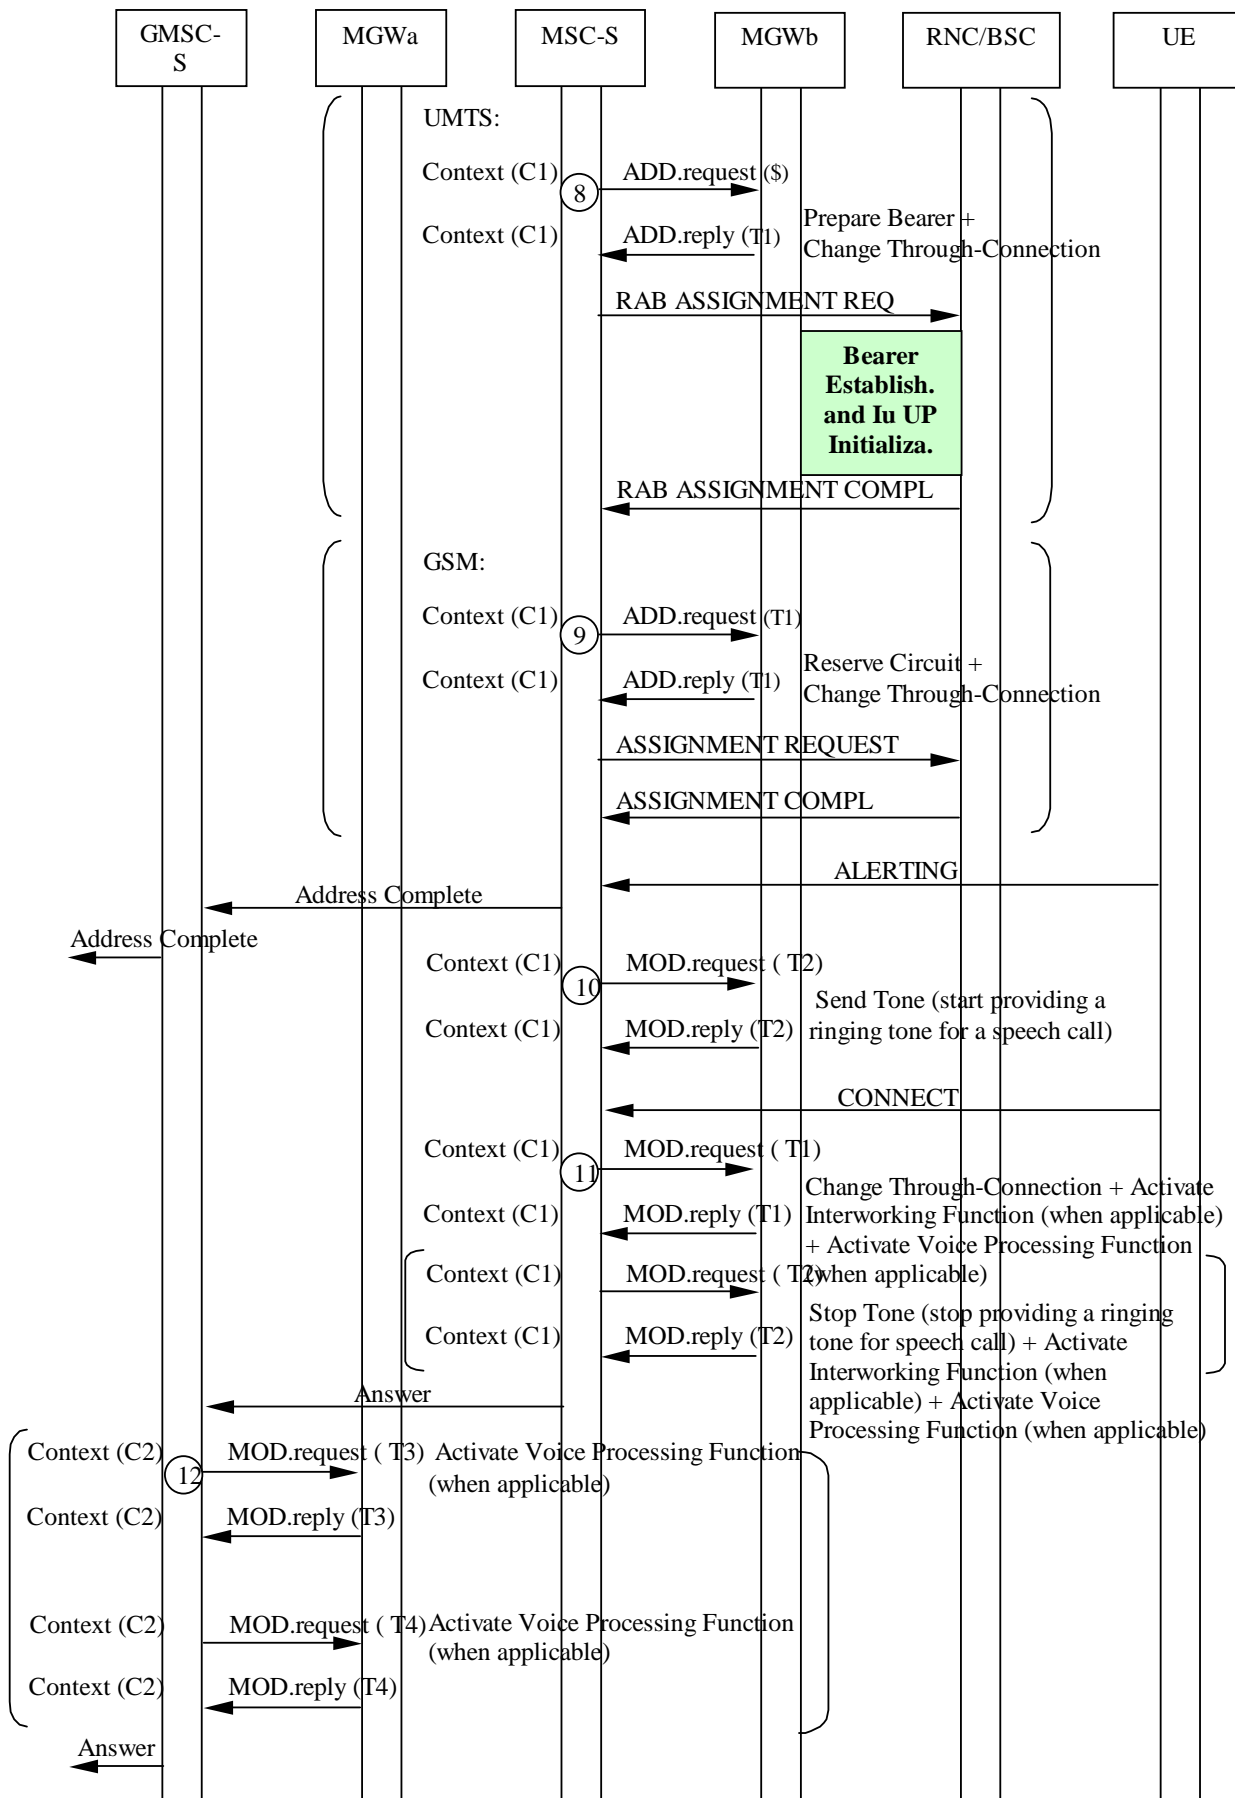 GMSC-
S
MGWa
MSC-S
MGWb
RNC/BSC
UE
UMTS:
Context (C1)
8
ADD.request ($)
Context (C1)
ADD.reply (T1)
Prepare Bearer +
Change Through-Connection
RAB ASSIGNMENT REQ
Bearer
Establish.
and Iu UP
Initializa.
RAB ASSIGNMENT COMPL
GSM:
Context (C1)
9
ADD.request (T1)
Context (C1)
ADD.reply (T1)
Reserve Circuit +
Change Through-Connection
ASSIGNMENT REQUEST
ASSIGNMENT COMPL
ALERTING
Address Complete
Address Complete
Context (C1)
10
MOD.request ( T2)
Context (C1)
MOD.reply (T2)
Send Tone (start providing a
ringing tone for a speech call)
CONNECT
Context (C1)
11
MOD.request ( T1)
Context (C1)
MOD.reply (T1)
Change Through-Connection + Activate
Interworking Function (when applicable)
+ Activate Voice Processing Function
(when applicable)
Context (C1)
MOD.request ( T2)
Context (C1)
MOD.reply (T2)
Stop Tone (stop providing a ringing
tone for speech call) + Activate
Interworking Function (when
applicable) + Activate Voice
Processing Function (when applicable)
Answer
Context (C2)
12
MOD.request ( T3)
Activate Voice Processing Function
(when applicable)
Context (C2)
MOD.reply (T3)
Context (C2)
MOD.request ( T4)
Activate Voice Processing Function
(when applicable)
Context (C2)
MOD.reply (T4)
Answer